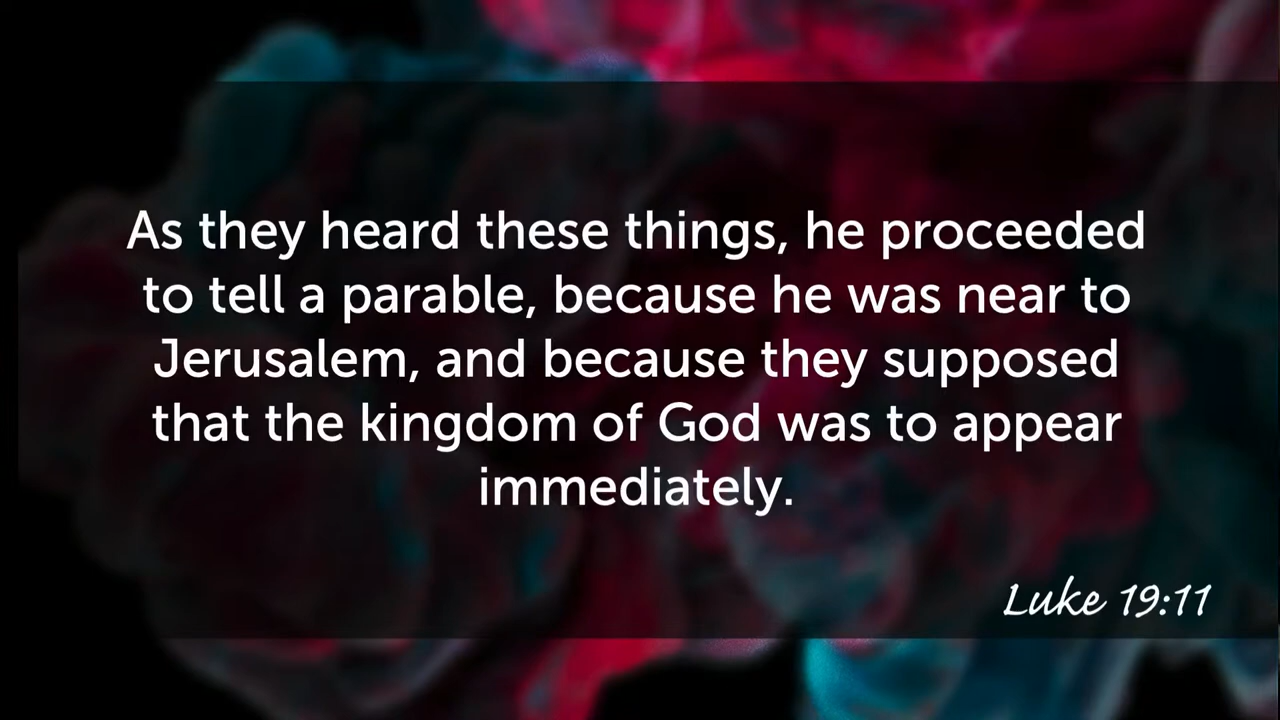 As they heard these things, he proceeded
to tell a parable, because he was near to
Jerusalem, and because they supposed
that the kingdom of God was to appear
immediately.
Luke 19:11